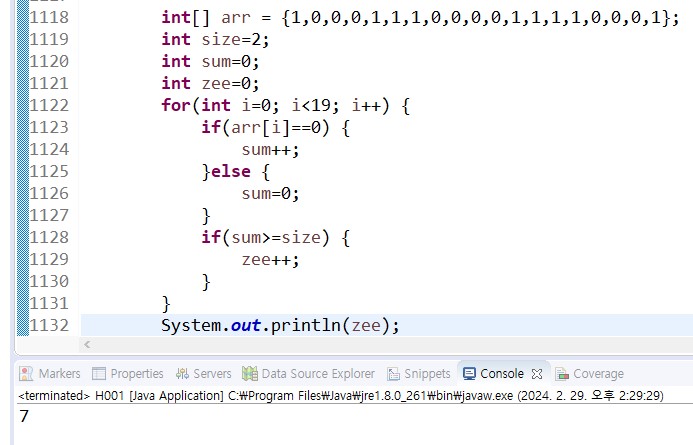 1118 int[] arr = {1,0,0,0,1,1,1,0,0,0,0,1,1,1,1,0,0,0,1};
1119 int size=2;
1120 int sum=0;
1121 int zee=0;
1122 for(int i=0; i<19; i++) {
1123 if(arr[i]==0) {
1124 sum++;
1125 }else {
1126 sum=0;
1127 }
1128 if(sum>=size) {
1129 zee++;
1130 }
1131 }
1132 System.out.println(zee);
Markers Properties Servers Data Source Explorer Snippets Console Coverage
<terminated> H001 [Java Application] C:₩Program Files₩Java₩jre1.8.0_261₩bin₩javaw.exe (2024. 2. 29. 오후 2:29:29)
7